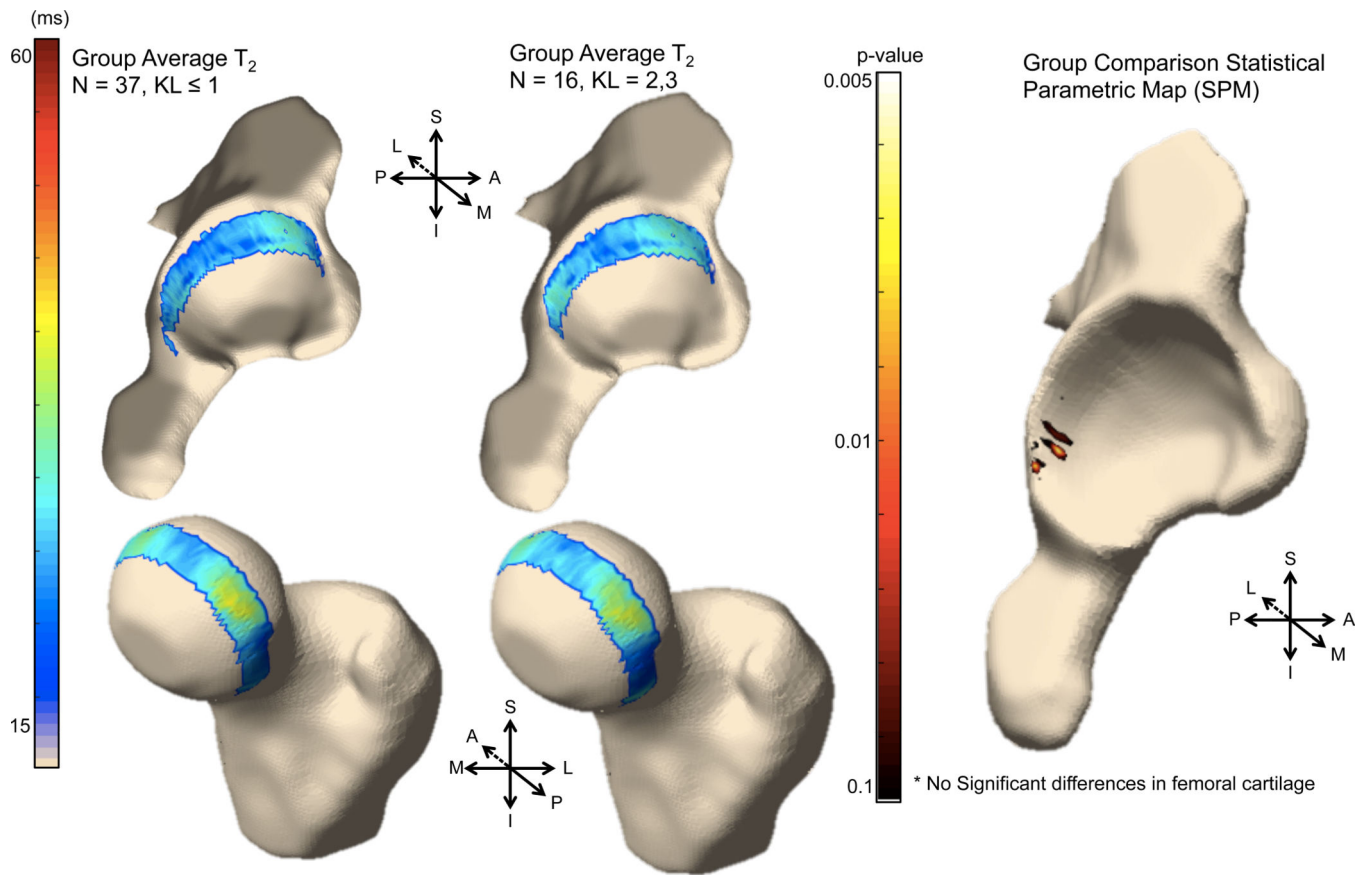 (ms)
60
15
Group Average T₂
N = 37, KL ≤ 1
Group Average T₂
N = 16, KL = 2,3
S
L
P
A
M
I
S
A
M
L
P
I
p-value
0.005
0.01
0.1
Group Comparison Statistical
Parametric Map (SPM)
S
L
P
A
M
I
* No Significant differences in femoral cartilage